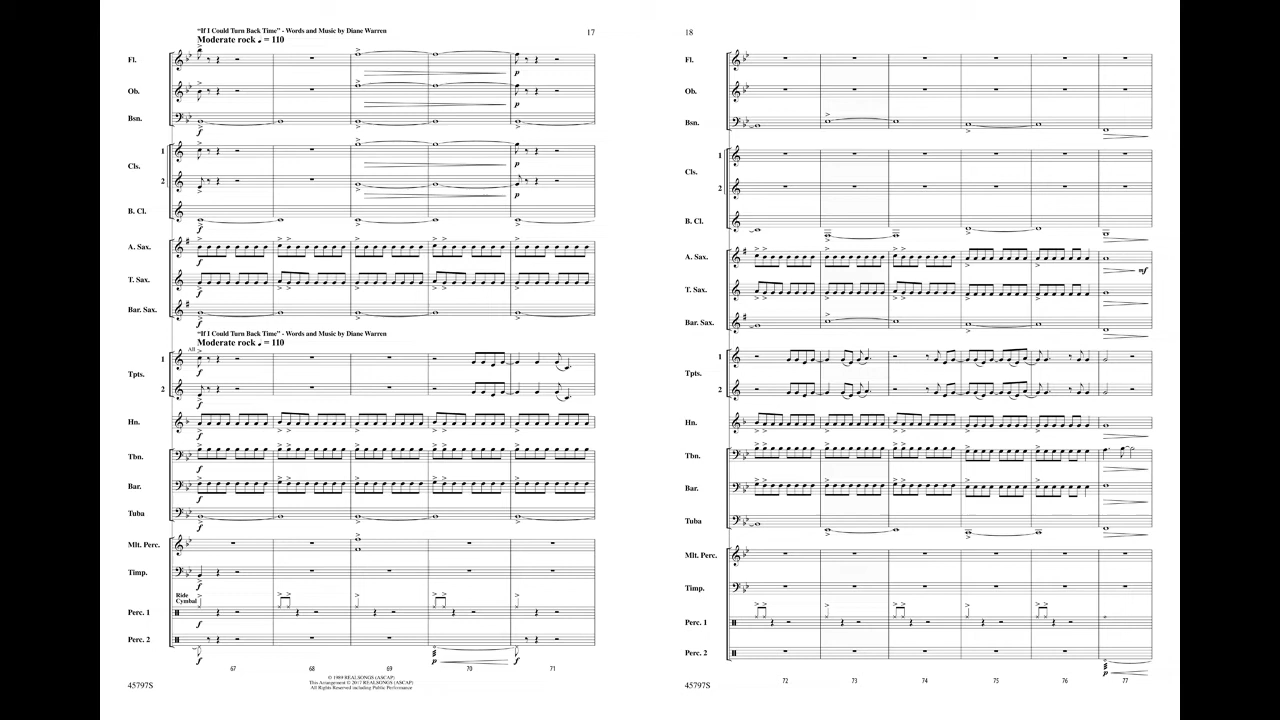 “If I Could Turn Back Time” - Words and Music by Diane Warren
Moderate rock ♩ = 110
17
Fl.
Ob.
Bsn.
f
p
p
1
Cls.
2
B. Cl.
f
p
p
A. Sax.
T. Sax.
Bar. Sax.
f
f
f
“If I Could Turn Back Time” - Words and Music by Diane Warren
Moderate rock ♩ = 110
All
1
Tpts.
2
f
f
Hn.
Tbn.
Bar.
Tuba
f
f
f
f
Mlt. Perc.
Timp.
f
Ride
Cymbal
Perc. 1
f
Perc. 2
f
p
f
67 68 69 70 71
© 1989 REALSONGS (ASCAP)
This Arrangement © 2017 REALSONGS (ASCAP)
All Rights Reserved including Public Performance
45797S
18
Fl.
Ob.
Bsn.
1
Cls.
2
B. Cl.
A. Sax.
mf
T. Sax.
Bar. Sax.
1
Tpts.
2
Hn.
Tbn.
Bar.
Tuba
Mlt. Perc.
Timp.
Perc. 1
Perc. 2
p
72 73 74 75 76 77
45797S